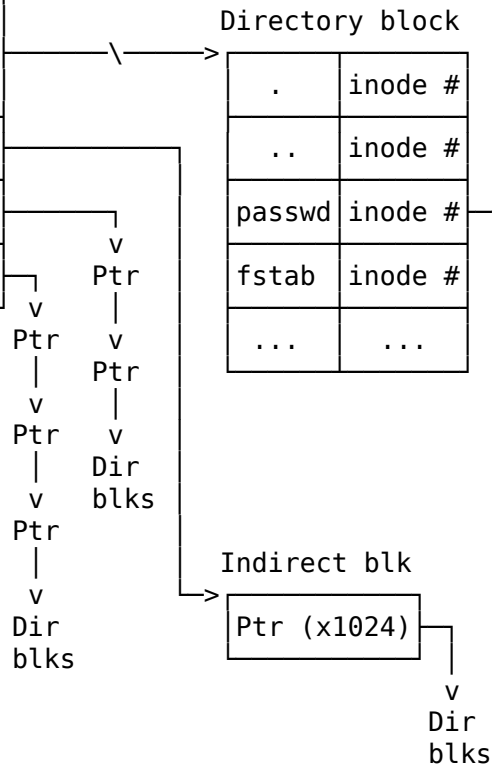 Directory block
. inode #
.. inode #
passwd inode #
fstab inode #
... ...
v
Ptr
v
Ptr
v
Dir
blks
v
Ptr
v
Ptr
v
Ptr
v
Dir
blks
Indirect blk
Ptr (x1024)
v
Dir
blks